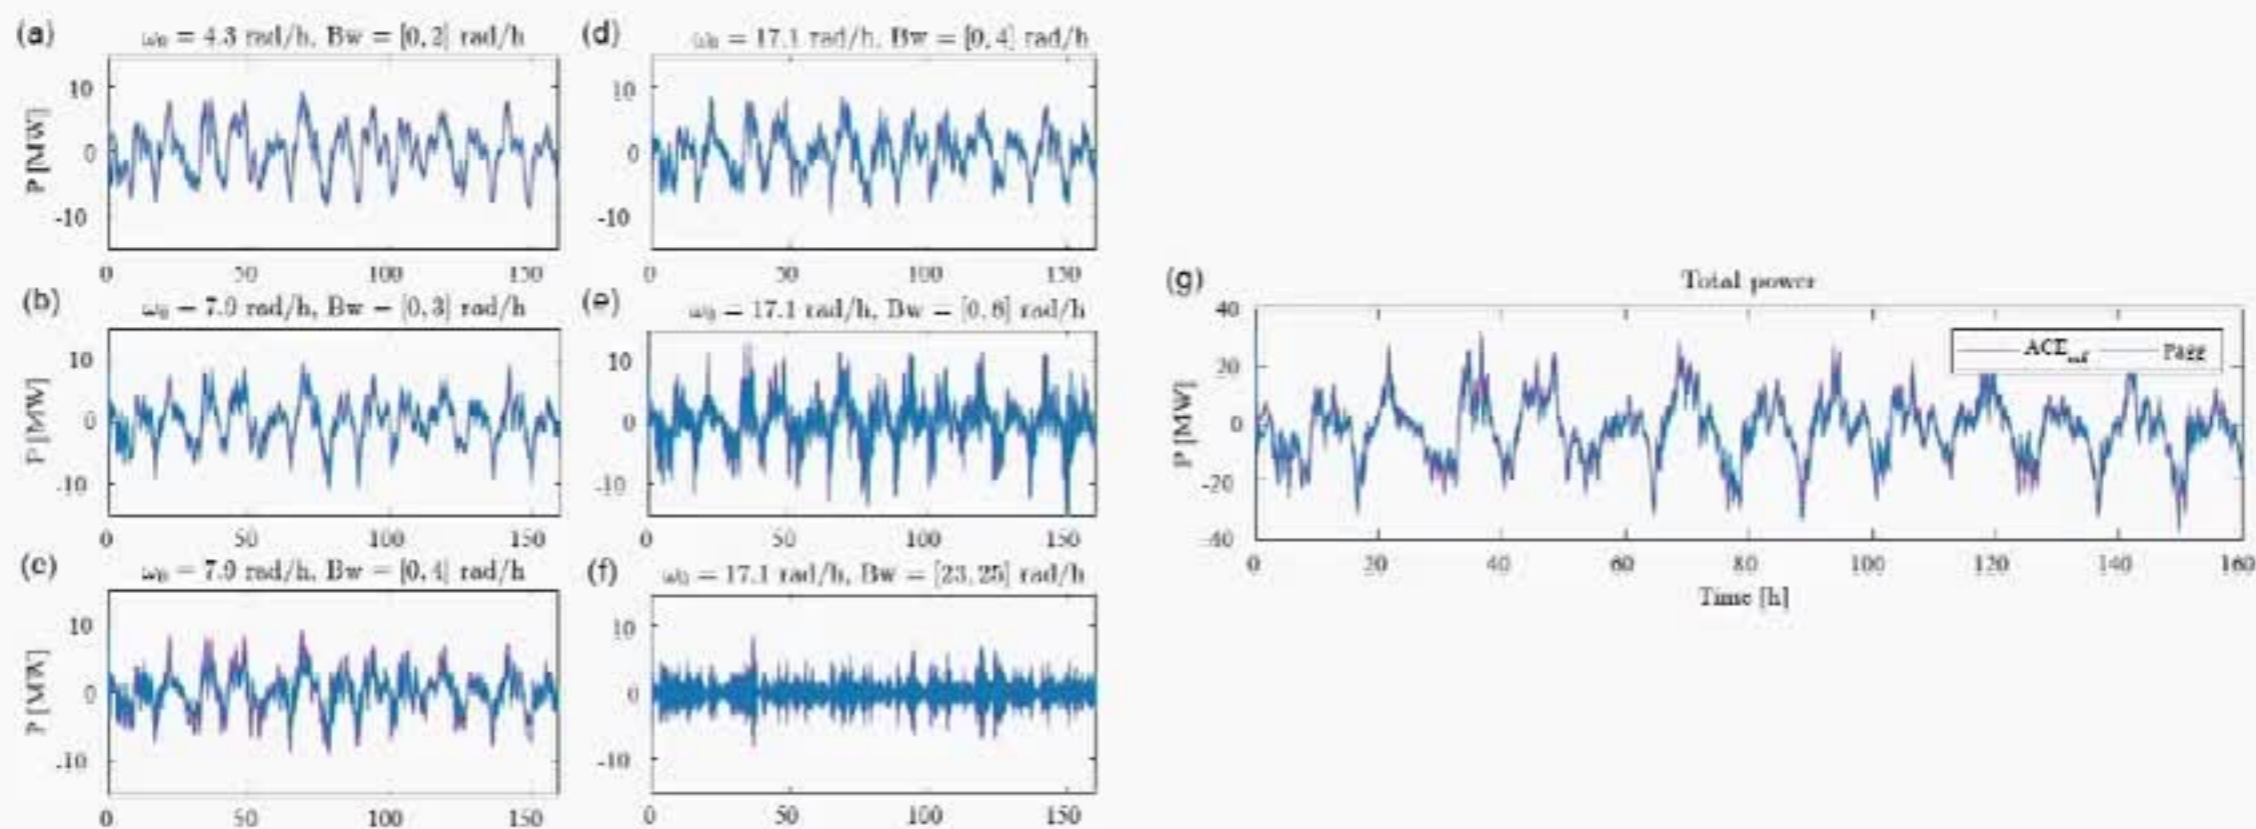 (a) ω₀ = 4.3 rad/h, Bw = [0, 2] rad/h
P [MW]
10
0
-10
0 50 100 150
(b) ω₀ = 7.9 rad/h, Bw = [0, 3] rad/h
P [MW]
10
0
-10
0 50 100 150
(c) ω₀ = 7.9 rad/h, Bw = [0, 4] rad/h
P [MW]
10
0
-10
0 50 100 150
(d) ω₀ = 17.1 rad/h, Bw = [0, 4] rad/h
10
0
-10
0 50 100 150
(e) ω₀ = 17.1 rad/h, Bw = [0, 6] rad/h
10
0
-10
0 50 100 150
(f) ω₀ = 17.1 rad/h, Bw = [23, 25] rad/h
10
0
-10
0 50 100 150
(g) Total power
P [MW]
40
20
0
-20
-40
ACE Pagg
0 20 40 60 80 100 120 140 160
Time [h]